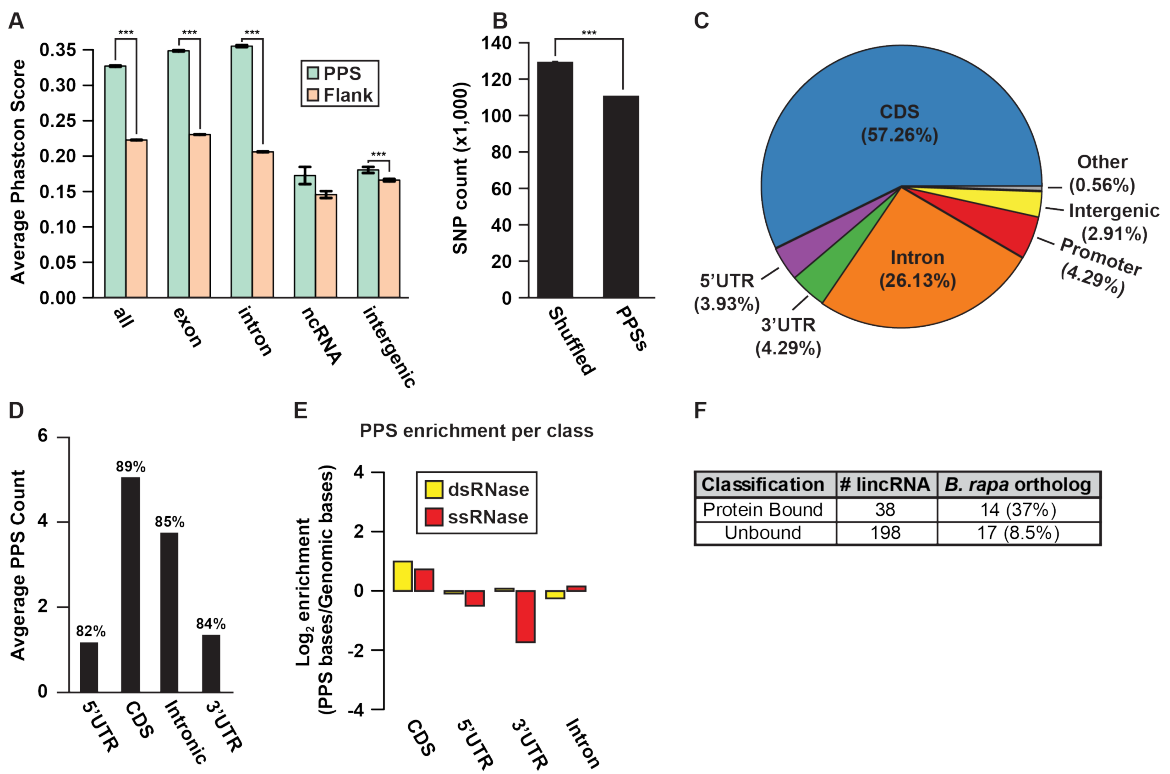 A
Average Phastcon Score
0.35
0.30
0.25
0.20
0.15
0.10
0.05
0.00
***
***
***
***
PPS
Flank
all
exon
intron
ncRNA
intergenic
B
SNP count (x1,000)
140
120
100
80
60
40
20
0
***
Shuffled
PPSs
C
CDS
(57.26%)
Other
(0.56%)
Intergenic
(2.91%)
Promoter
(4.29%)
Intron
(26.13%)
3’UTR
(4.29%)
5’UTR
(3.93%)
D
Avgerage PPS Count
6
4
2
0
82%
89%
85%
84%
5’UTR
CDS
Intronic
3’UTR
E
PPS enrichment per class
Log2 enrichment
(PPS bases/Genomic bases)
4
2
0
-2
-4
dsRNase
ssRNase
CDS
5’UTR
3’UTR
Intron
F
Classification # lincRNA B. rapa ortholog
Protein Bound 38 14 (37%)
Unbound 198 17 (8.5%)